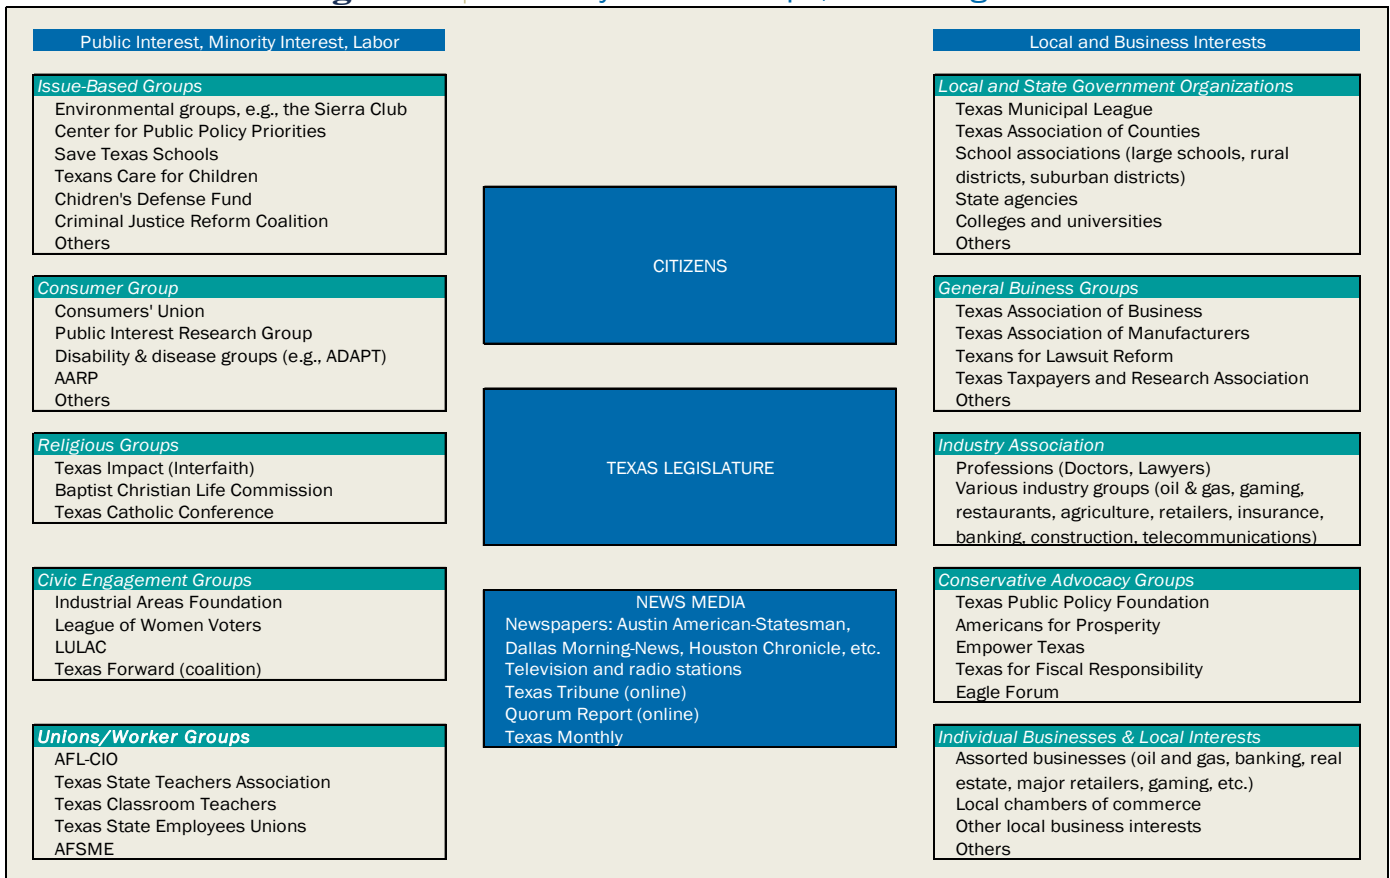 Public Interest, Minority Interest, Labor
Issue-Based Groups
Environmental groups, e.g., the Sierra Club
Center for Public Policy Priorities
Save Texas Schools
Texans Care for Children
Chidren's Defense Fund
Criminal Justice Reform Coalition
Others
Consumer Group
Consumers' Union
Public Interest Research Group
Disability & disease groups (e.g., ADAPT)
AARP
Others
Religious Groups
Texas Impact (Interfaith)
Baptist Christian Life Commission
Texas Catholic Conference
Civic Engagement Groups
Industrial Areas Foundation
League of Women Voters
LULAC
Texas Forward (coalition)
Unions/Worker Groups
AFL-CIO
Texas State Teachers Association
Texas Classroom Teachers
Texas State Employees Unions
AFSME
CITIZENS
TEXAS LEGISLATURE
NEWS MEDIA
Newspapers: Austin American-Statesman,
Dallas Morning-News, Houston Chronicle, etc.
Television and radio stations
Texas Tribune (online)
Quorum Report (online)
Texas Monthly
Local and Business Interests
Local and State Government Organizations
Texas Municipal League
Texas Association of Counties
School associations (large schools, rural
districts, suburban districts)
State agencies
Colleges and universities
Others
General Buiness Groups
Texas Association of Business
Texas Association of Manufacturers
Texans for Lawsuit Reform
Texas Taxpayers and Research Association
Others
Industry Association
Professions (Doctors, Lawyers)
Various industry groups (oil & gas, gaming,
restaurants, agriculture, retailers, insurance,
banking, construction, telecommunications)
Conservative Advocacy Groups
Texas Public Policy Foundation
Americans for Prosperity
Empower Texas
Texas for Fiscal Responsibility
Eagle Forum
Individual Businesses & Local Interests
Assorted businesses (oil and gas, banking, real
estate, major retailers, gaming, etc.)
Local chambers of commerce
Other local business interests
Others